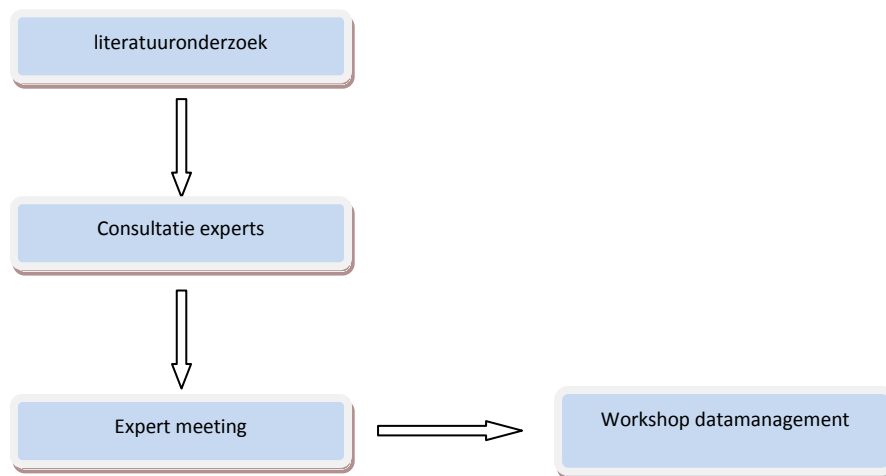 literatuuronderzoek
Consultatie experts
Expert meeting
Workshop datamanagement